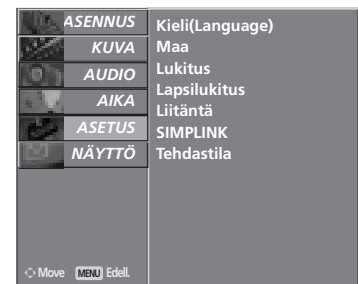 ASENNUS
KUVA
AUDIO
AIKA
ASETUS
NÄYTTÖ
Kieli(Language)
Maa
Lukitus
Lapsilukitus
Liitäntä
SIMPLINK
Tehdastila
Move MENU Edell.